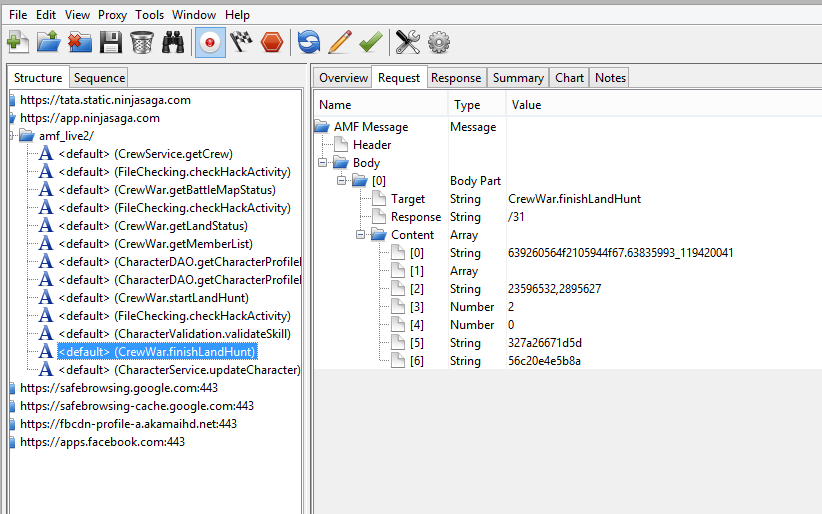 File Edit View Proxy Tools Window Help
Structure Sequence
https://tata.static.ninjasaga.com
https://app.ninjasaga.com
amf_live2/
<default> (CrewService.getCrew)
<default> (FileChecking.checkHackActivity)
<default> (CrewWar.getBattleMapStatus)
<default> (FileChecking.checkHackActivity)
<default> (CrewWar.getLandStatus)
<default> (CrewWar.getMemberList)
<default> (CharacterDAO.getCharacterProfile
<default> (CharacterDAO.getCharacterProfile
<default> (CrewWar.startLandHunt)
<default> (FileChecking.checkHackActivity)
<default> (CharacterValidation.validateSkill)
<default> (CrewWar.finishLandHunt)
<default> (CharacterService.updateCharacter)
https://safebrowsing.google.com:443
https://safebrowsing-cache.google.com:443
https://fbcdn-profile-a.akamaihd.net:443
https://apps.facebook.com:443
Overview Request Response Summary Chart Notes
Name Type Value
AMF Message Message
Header
Body
[0] Body Part
Target String CrewWar.finishLandHunt
Response String /31
Content Array
[0] String 639260564f2105944f67.63835993_119420041
[1] Array
[2] String 23596532,2895627
[3] Number 2
[4] Number 0
[5] String 327a26671d5d
[6] String 56c20e4e5b8a